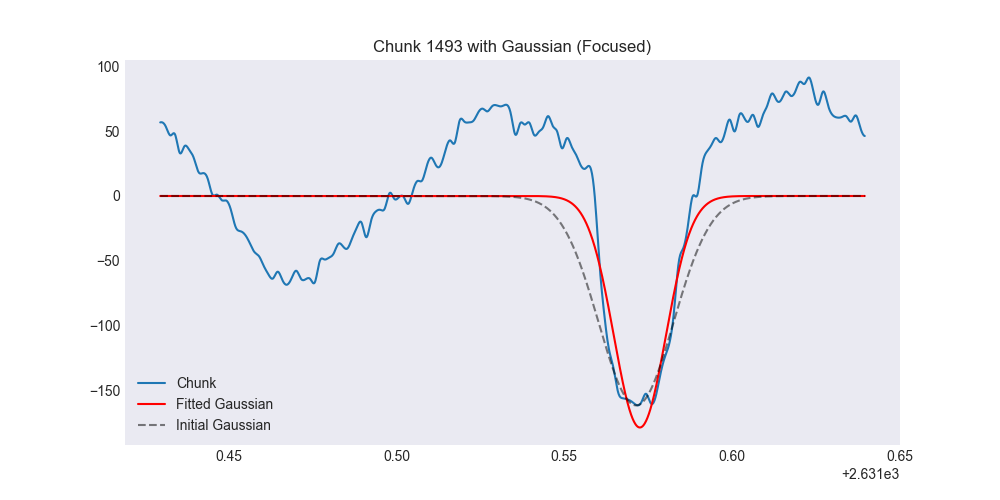 Chunk 1493 with Gaussian (Focused)
100
50
0
−50
−100
−150
Chunk
Fitted Gaussian
Initial Gaussian
0.45 0.50 0.55 0.60 0.65
+2.631e3